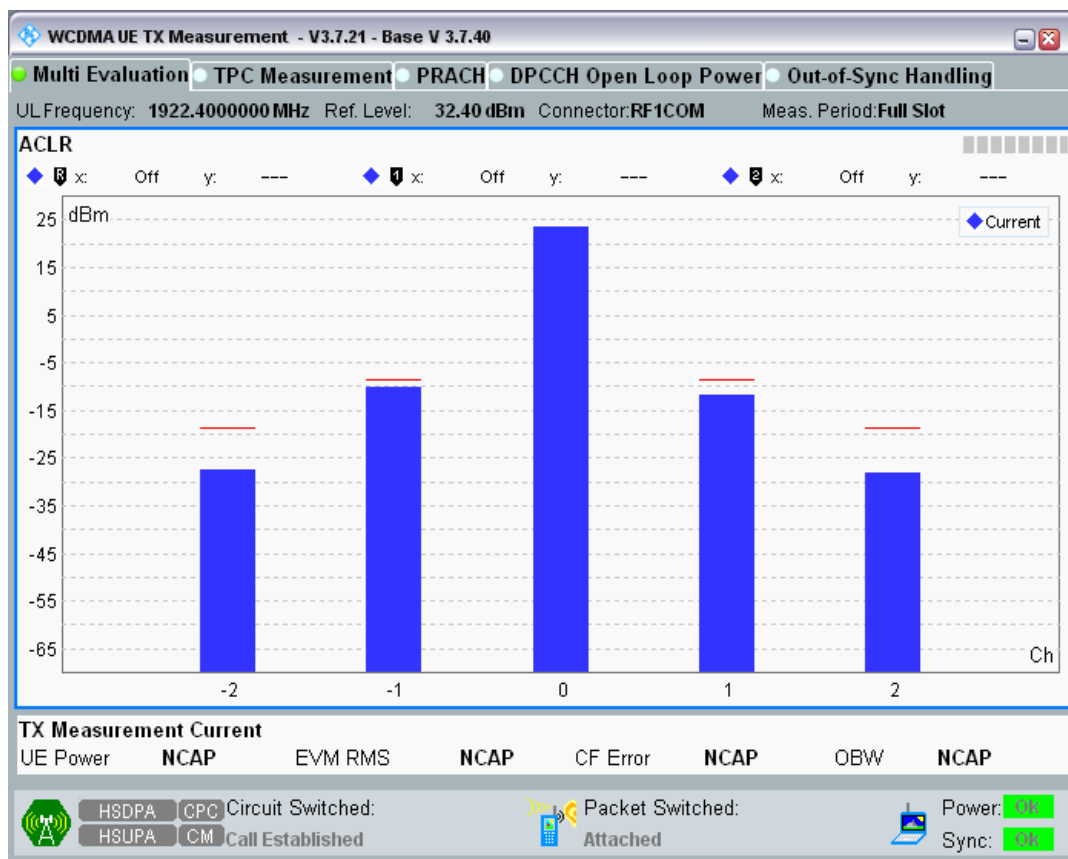 WCDMA UE TX Measurement - V3.7.21 - Base V 3.7.40
Multi Evaluation TPC Measurement PRACH DPCCH Open Loop Power Out-of-Sync Handling
UL Frequency: 1922.4000000 MHz Ref. Level: 32.40 dBm Connector:RF1COM Meas. Period:Full Slot
ACLR
R x: Off y: --- 1 x: Off y: --- 2 x: Off y: ---
dBm
Current
25
15
5
-5
-15
-25
-35
-45
-55
-65
Ch
-2 -1 0 1 2
TX Measurement Current
UE Power NCAP EVM RMS NCAP CF Error NCAP OBW NCAP
HSDPA CPC Circuit Switched: Packet Switched: Power: Ok
HSUPA CM Call Established Attached Sync: Ok